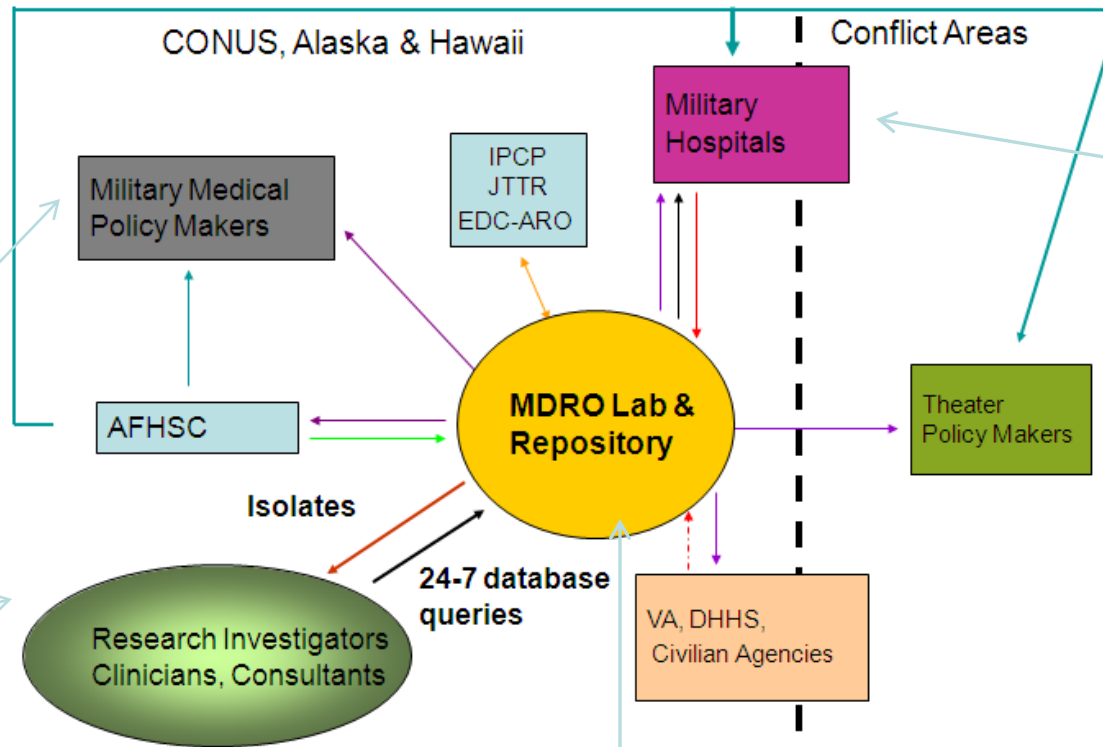 CONUS, Alaska & Hawaii
Conflict Areas
Military
Hospitals
IPCP
JTTR
EDC-ARO
Military Medical
Policy Makers
MDRO Lab &
Repository
Theater
Policy Makers
AFHSC
Isolates
24-7 database
queries
VA, DHHS,
Civilian Agencies
Research Investigators
Clinicians, Consultants